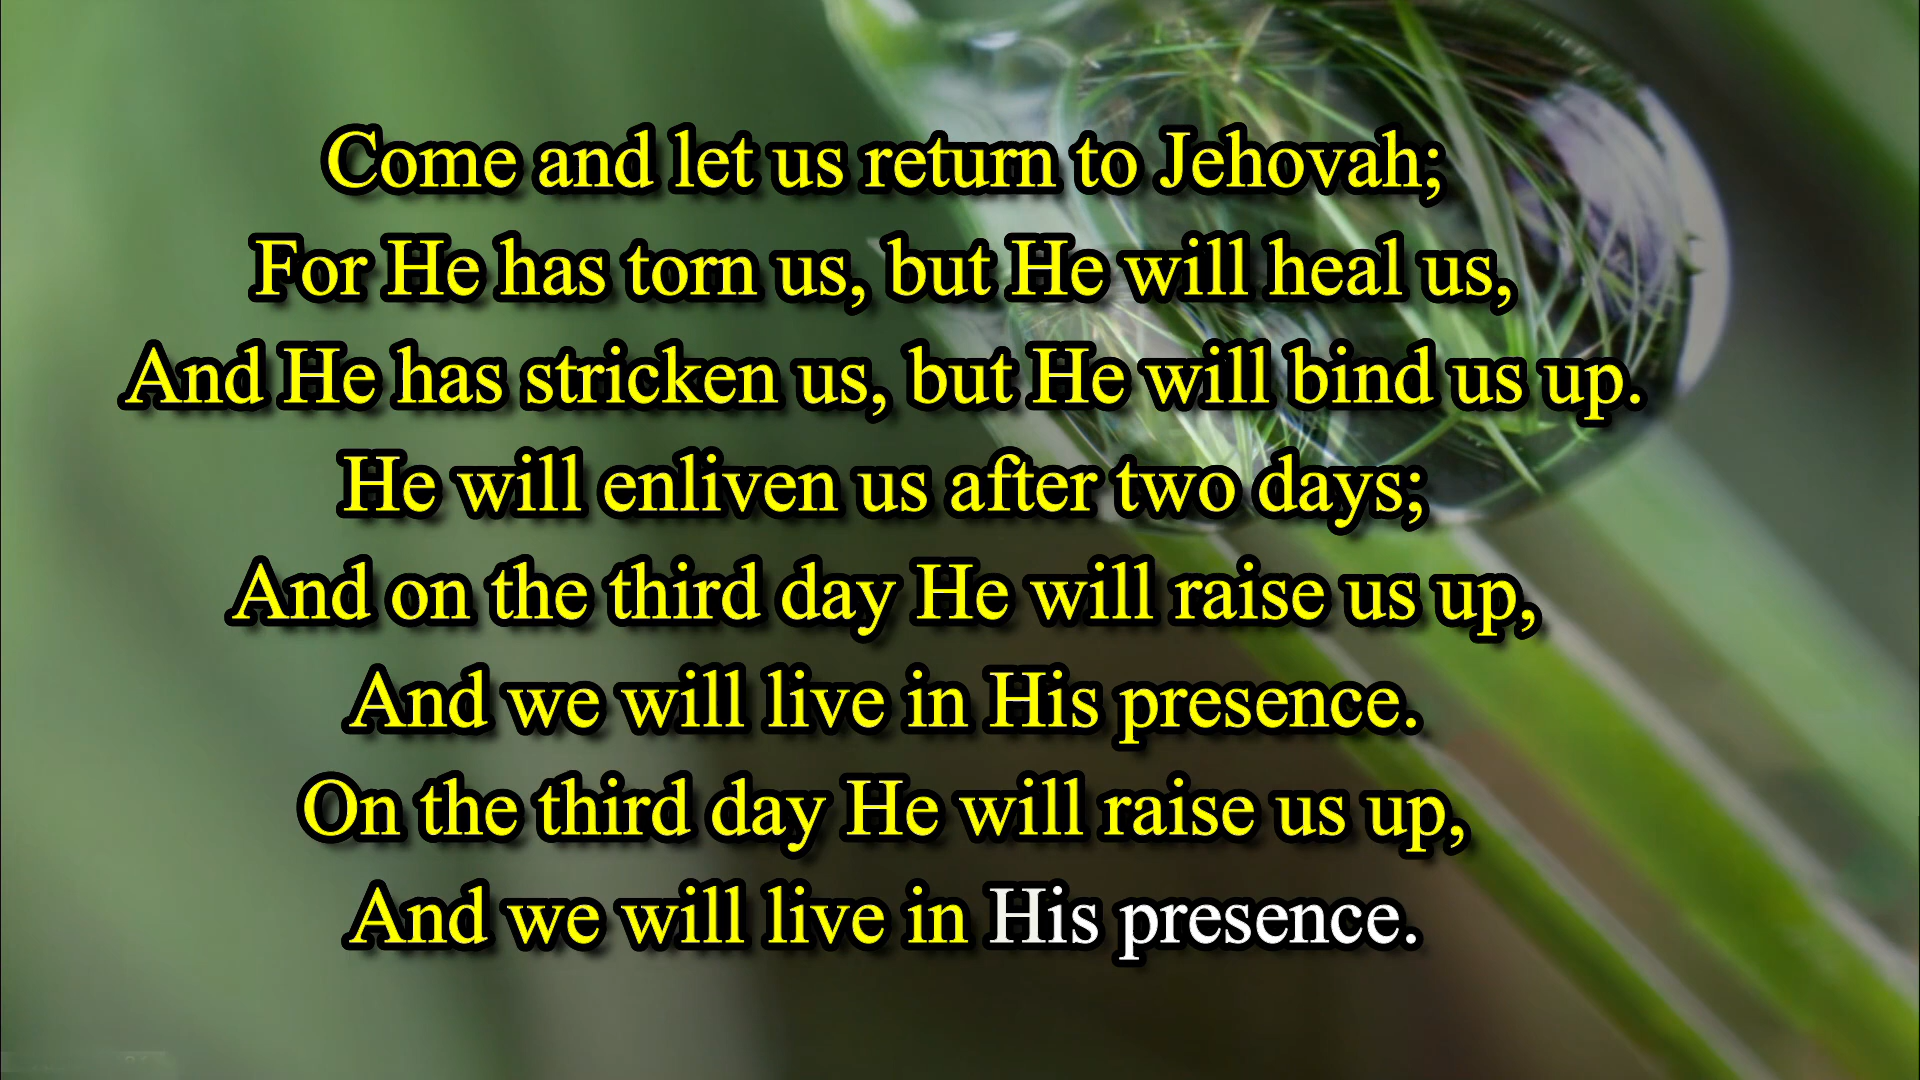 Come and let us return to Jehovah;
For He has torn us, but He will heal us,
And He has stricken us, but He will bind us up.
He will enliven us after two days;
And on the third day He will raise us up,
And we will live in His presence.
On the third day He will raise us up,
And we will live in His presence.